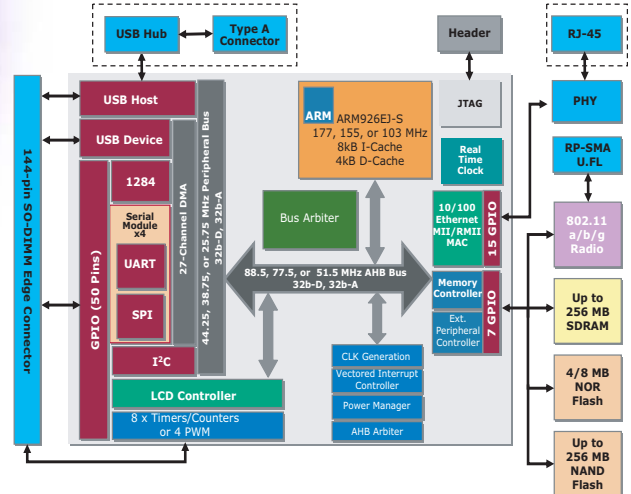 USB Hub
Type A
Connector
Header
RJ-45
USB Host
USB Device
1284
Serial
Module
x4
UART
SPI
I²C
GPIO (50 Pins)
27-Channel DMA
44.25, 38.75, or 25.75 MHz Peripheral Bus
32b-D, 32b-A
144-pin SO-DIMM Edge Connector
ARM
ARM926EJ-S
177, 155, or 103 MHz
8kB I-Cache
4kB D-Cache
JTAG
PHY
Real
Time
Clock
RP-SMA
U.FL
Bus Arbiter
10/100
Ethernet
MII/RMII
MAC
15 GPIO
802.11
a/b/g
Radio
88.5, 77.5, or 51.5 MHz AHB Bus
32b-D, 32b-A
Memory
Controller
Ext.
Peripheral
Controller
7 GPIO
Up to
256 MB
SDRAM
LCD Controller
8 x Timers/Counters
or 4 PWM
CLK Generation
Vectored Interrupt
Controller
Power Manager
AHB Arbiter
4/8 MB
NOR
Flash
Up to
256 MB
NAND
Flash